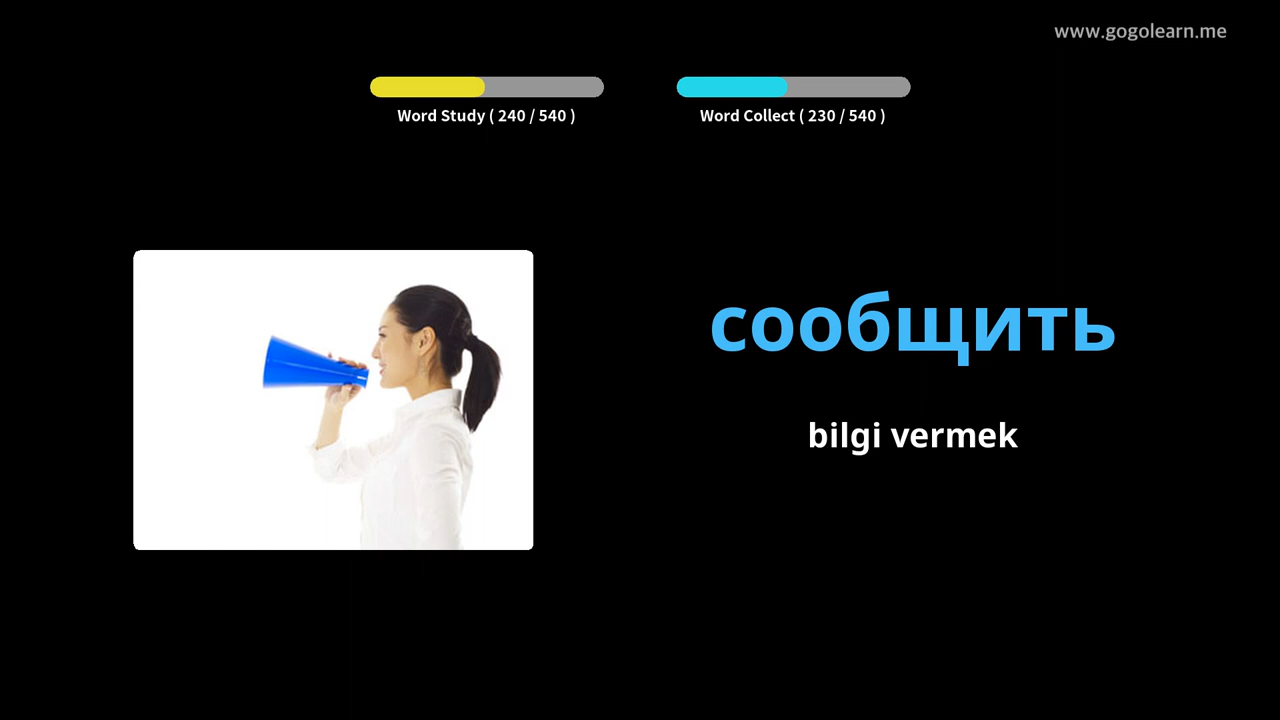 www.gogolearn.me
Word Study ( 240 / 540 )
Word Collect ( 230 / 540 )
сообщить
bilgi vermek